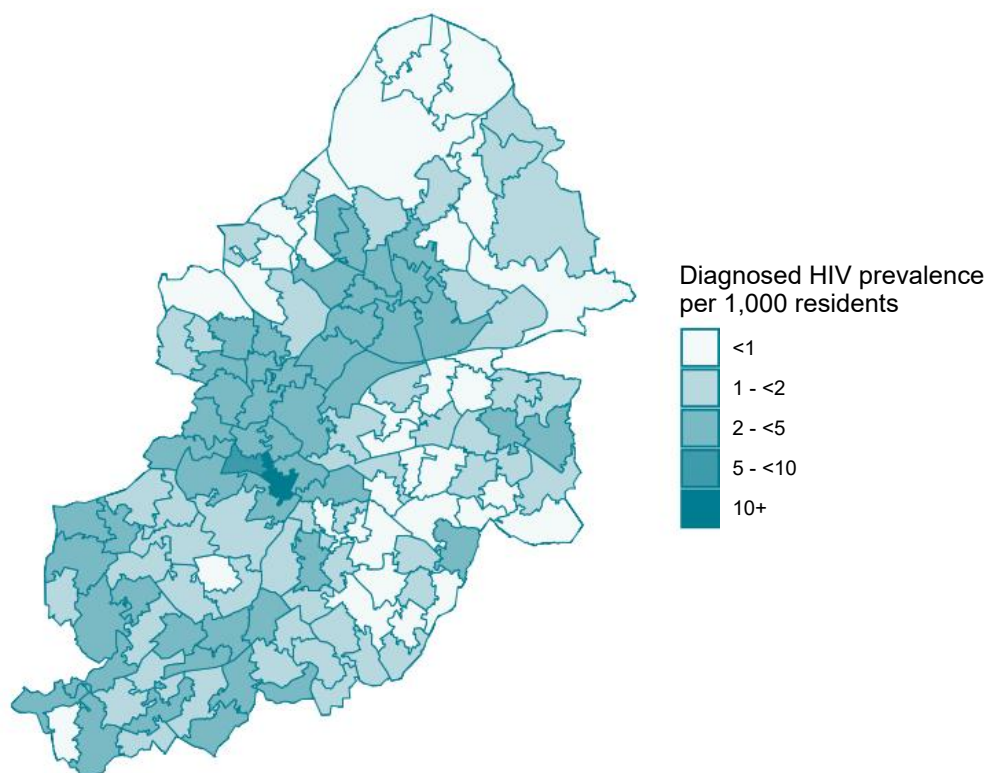 Diagnosed HIV prevalence
per 1,000 residents
<1
1 - <2
2 - <5
5 - <10
10+